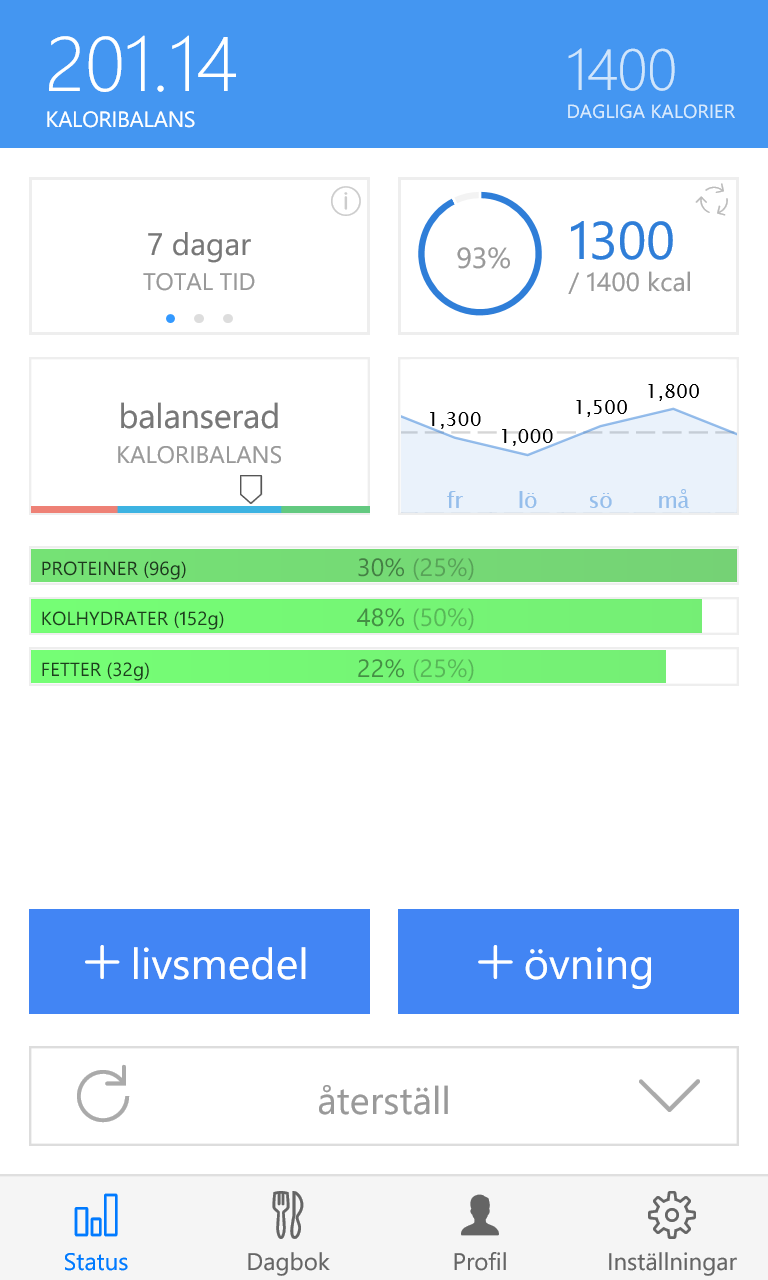 201.14
KALORIBALANS
1400
DAGLIGA KALORIER
7 dagar
TOTAL TID
93%
1300
/ 1400 kcal
balanserad
KALORIBALANS
1,300
1,000
1,500
1,800
fr
lö
sö
må
PROTEINER (96g) 30% (25%)
KOLHYDRATER (152g) 48% (50%)
FETTER (32g) 22% (25%)
+ livsmedel
+ övning
återställ
Status
Dagbok
Profil
Inställningar